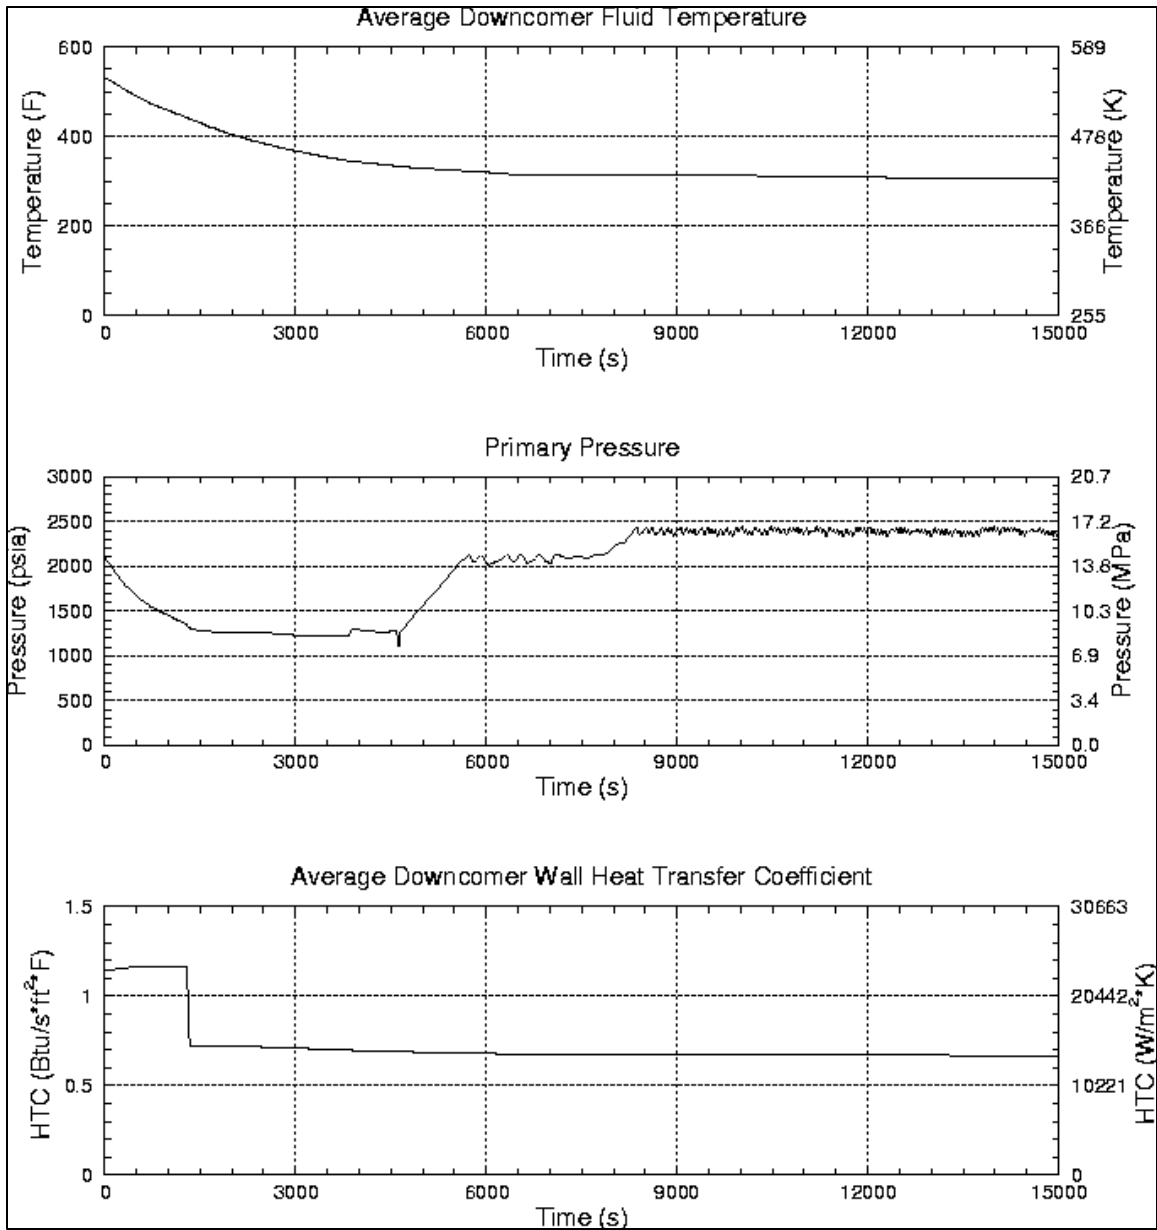 Average Downcomer Fluid Temperature
600
589
400
478
200
366
0
255
Temperature (F)
Temperature (K)
0 3000 6000 9000 12000 15000
Time (s)
Primary Pressure
3000
20.7
2500
17.2
2000
13.8
1500
10.3
1000
6.9
500
3.4
0
0.0
Pressure (psia)
Pressure (MPa)
0 3000 6000 9000 12000 15000
Time (s)
Average Downcomer Wall Heat Transfer Coefficient
1.5
30663
1
20442
0.5
10221
0
0
HTC (Btu/s*ft²*F)
HTC (W/m²*K)
0 3000 6000 9000 12000 15000
Time (s)